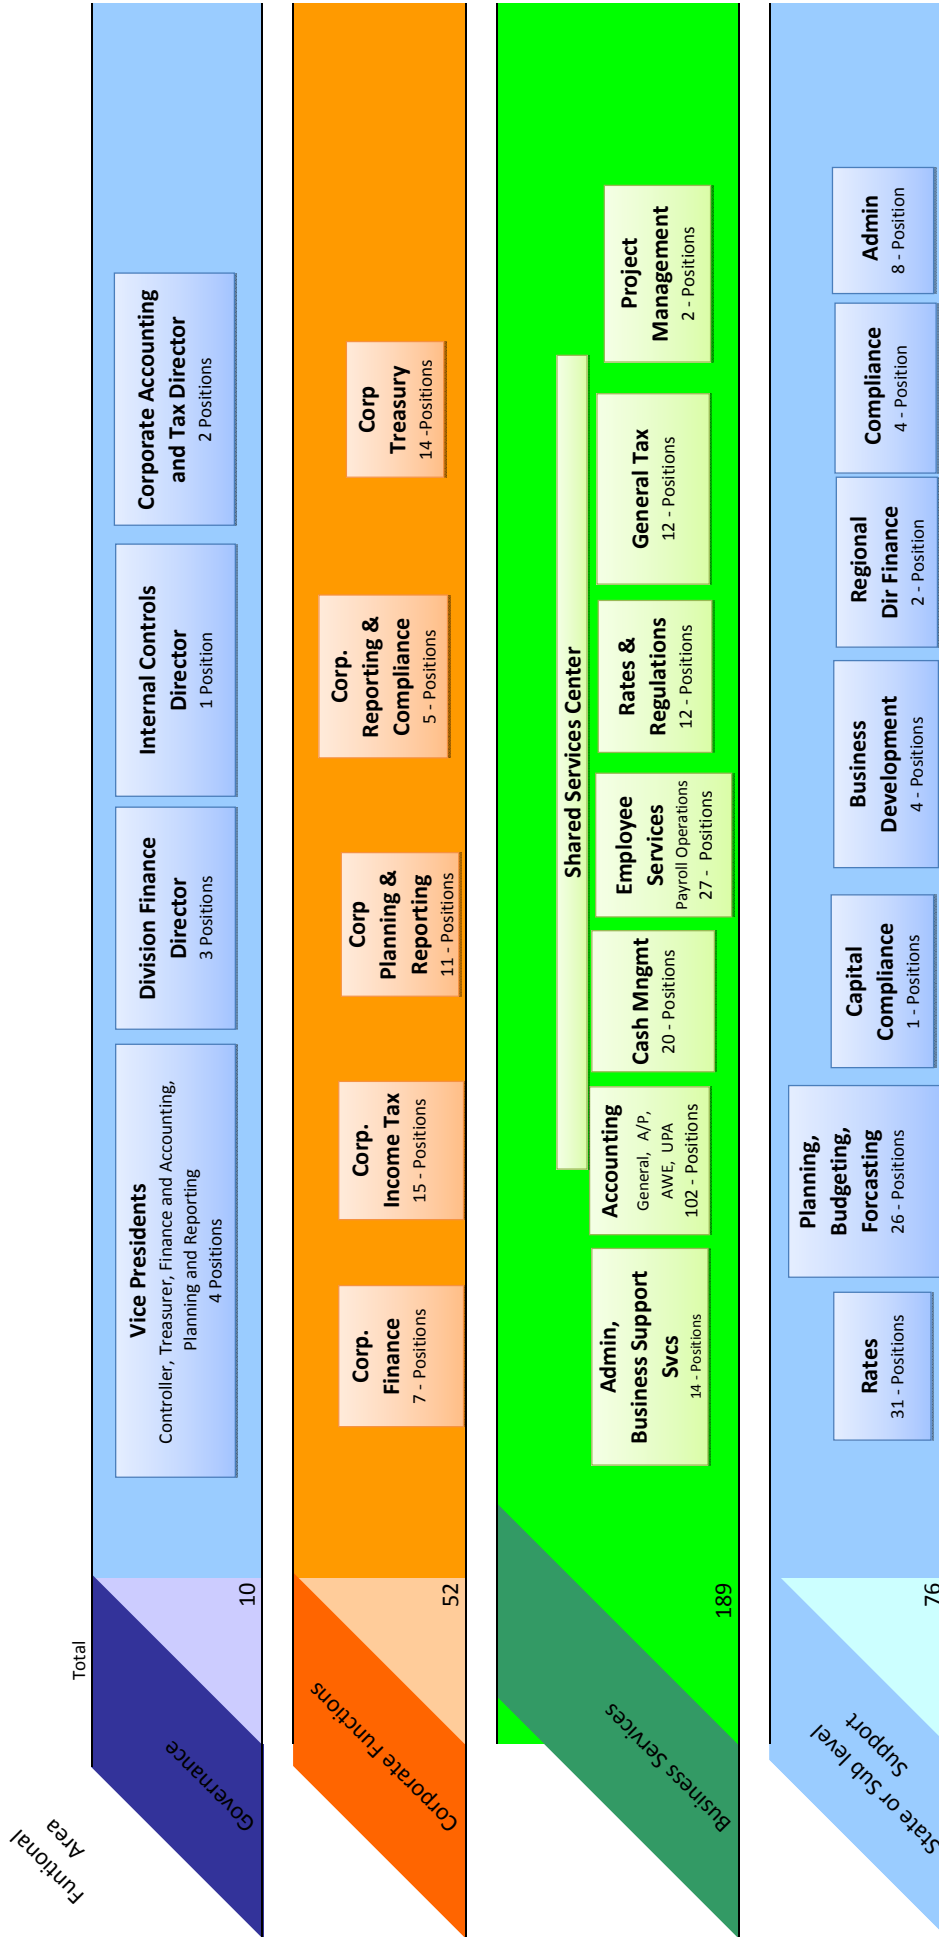 Funtional
Area
Total
Governance
10
Vice Presidents
Controller, Treasurer, Finance and Accounting,
Planning and Reporting
4 Positions
Division Finance
Director
3 Positions
Internal Controls
Director
1 Position
Corporate Accounting
and Tax Director
2 Positions
Corporate Functions
52
Corp.
Finance
7 - Positions
Corp.
Income Tax
15 - Positions
Corp
Planning &
Reporting
11 - Positions
Corp.
Reporting &
Compliance
5 - Positions
Corp
Treasury
14 -Positions
Business Services
189
Shared Services Center
Admin,
Business Support
Svcs
14 - Positions
Accounting
General, A/P,
AWE, UPA
102 - Positions
Cash Mngmt
20 - Positions
Employee
Services
Payroll Operations
27 - Positions
Rates &
Regulations
12 - Positions
General Tax
12 - Positions
Project
Management
2 - Positions
State or Sub level
Support
76
Rates
31 - Positions
Planning,
Budgeting,
Forcasting
26 - Positions
Capital
Compliance
1 - Positions
Business
Development
4 - Positions
Regional
Dir Finance
2 - Position
Compliance
4 - Position
Admin
8 - Position